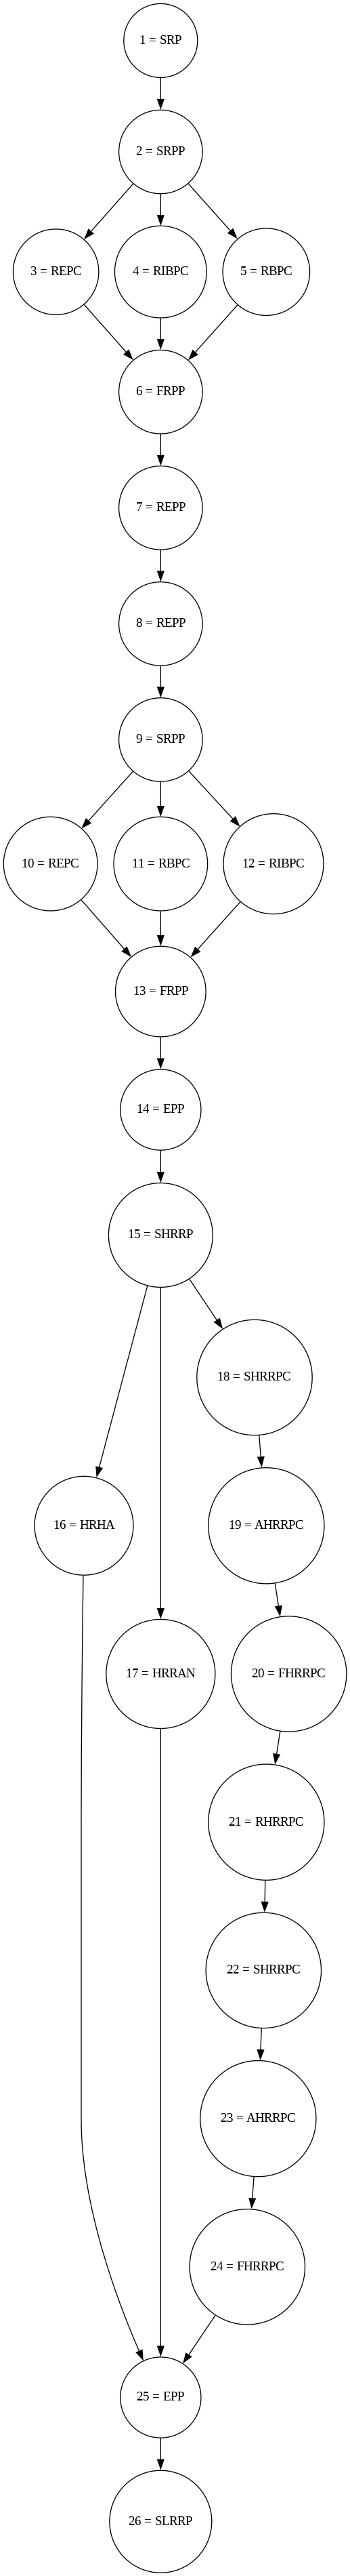 1 = SRP
2 = SRPP
3 = REPC
4 = RIBPC
5 = RBPC
6 = FRPP
7 = REPP
8 = REPP
9 = SRPP
10 = REPC
11 = RBPC
12 = RIBPC
13 = FRPP
14 = EPP
15 = SHRRP
18 = SHRRPC
16 = HRHA
19 = AHRRPC
17 = HRRAN
20 = FHRRPC
21 = RHRRPC
22 = SHRRPC
23 = AHRRPC
24 = FHRRPC
25 = EPP
26 = SLRRP